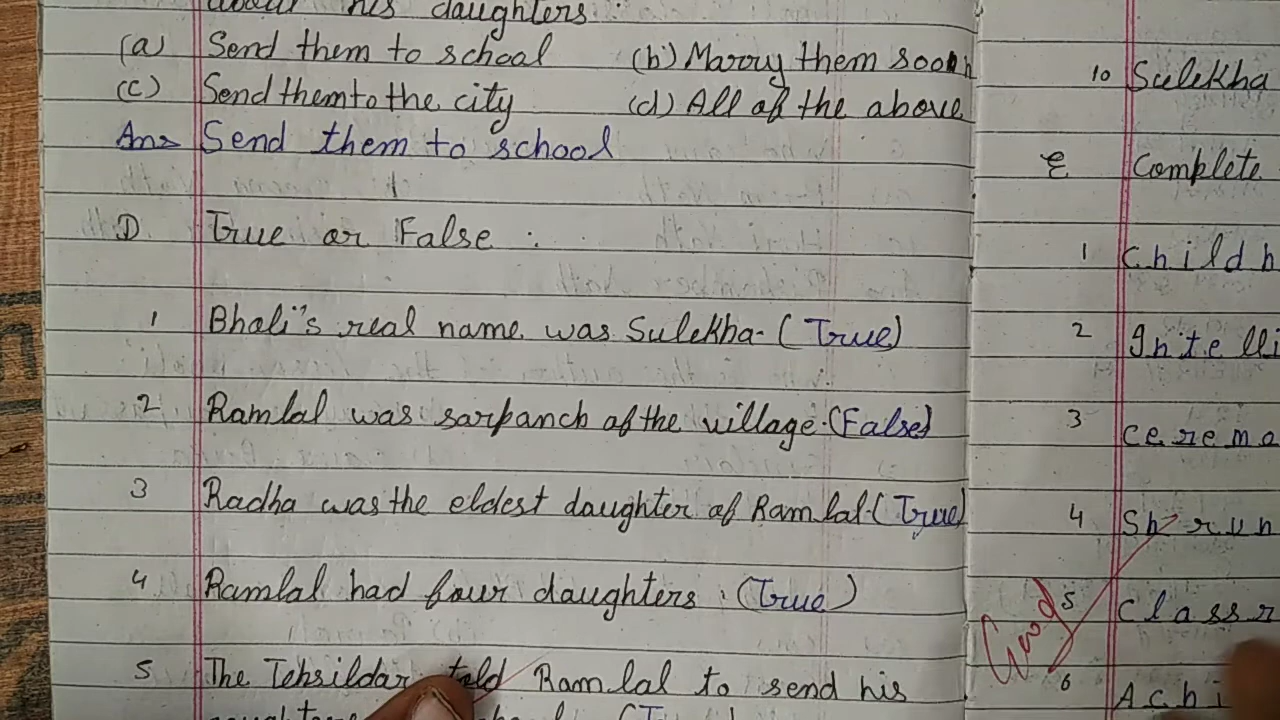 his daughters.
(a) Send them to school (b) Marry them soon
(c) Send them to the city (d) All of the above
Ans Send them to school
D. True or False :
1 Bholi's real name was Sulekha. (True)
2 Ramlal was sarpanch of the village. (False)
3 Radha was the eldest daughter of Ramlal. (True)
4 Ramlal had four daughters. (True)
5 The Tehsildar told Ramlal to send his
10 Sulekha
E Complete
1 Childh
2 Intelli
3 cerema
4 Shrun
Good
5 classr
6 Achi